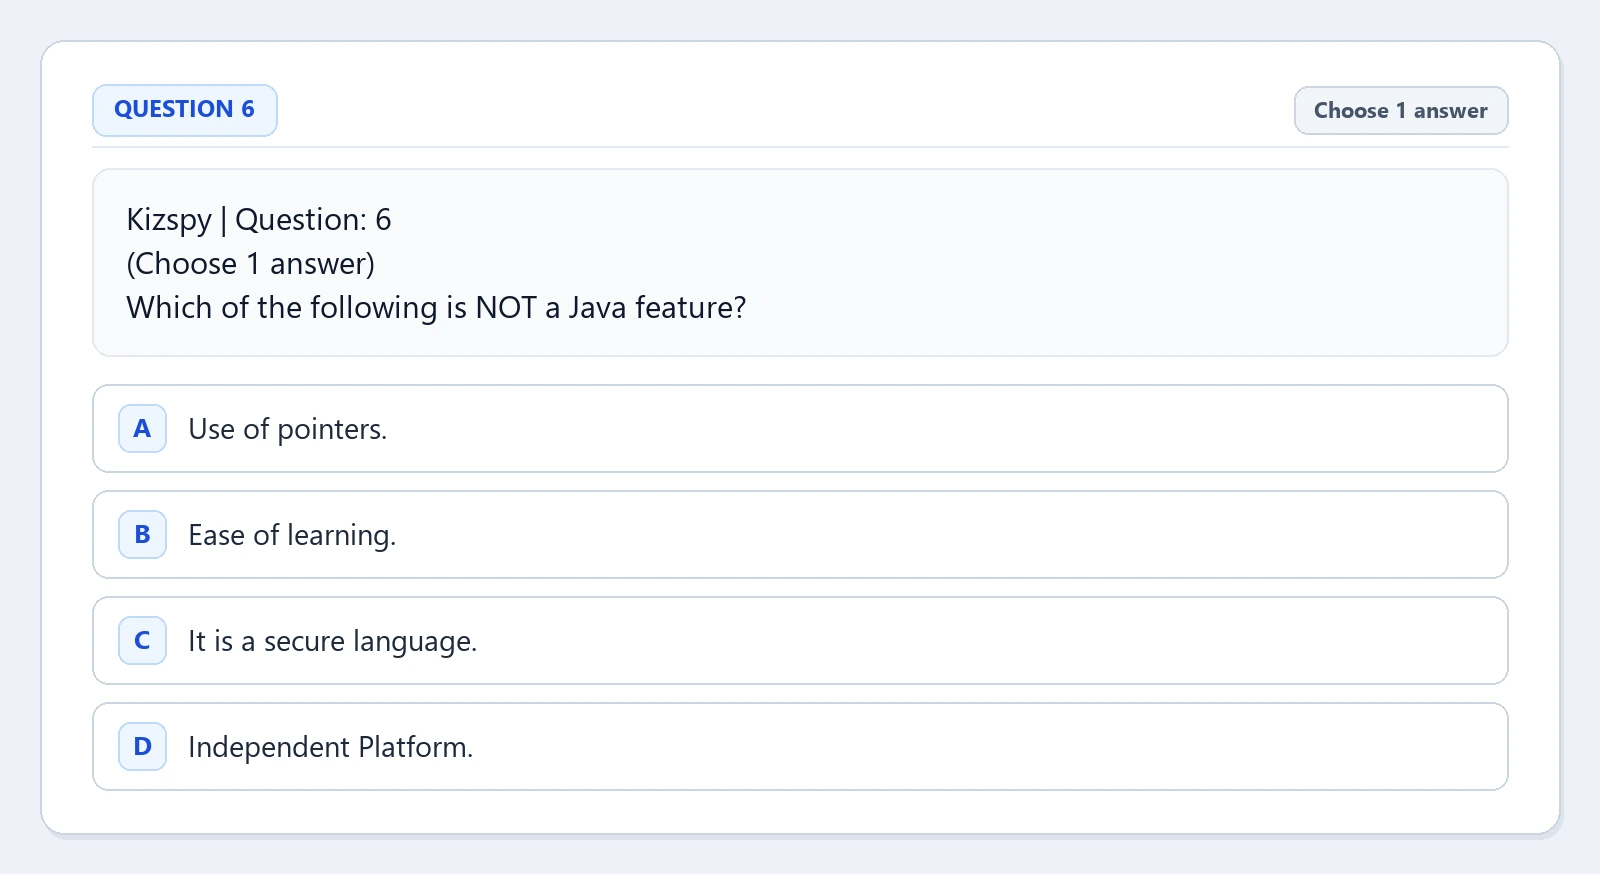 QUESTION 6
Choose 1 answer
Kizspy | Question: 6
(Choose 1 answer)
Which of the following is NOT a Java feature?
A Use of pointers.
B Ease of learning.
C It is a secure language.
D Independent Platform.